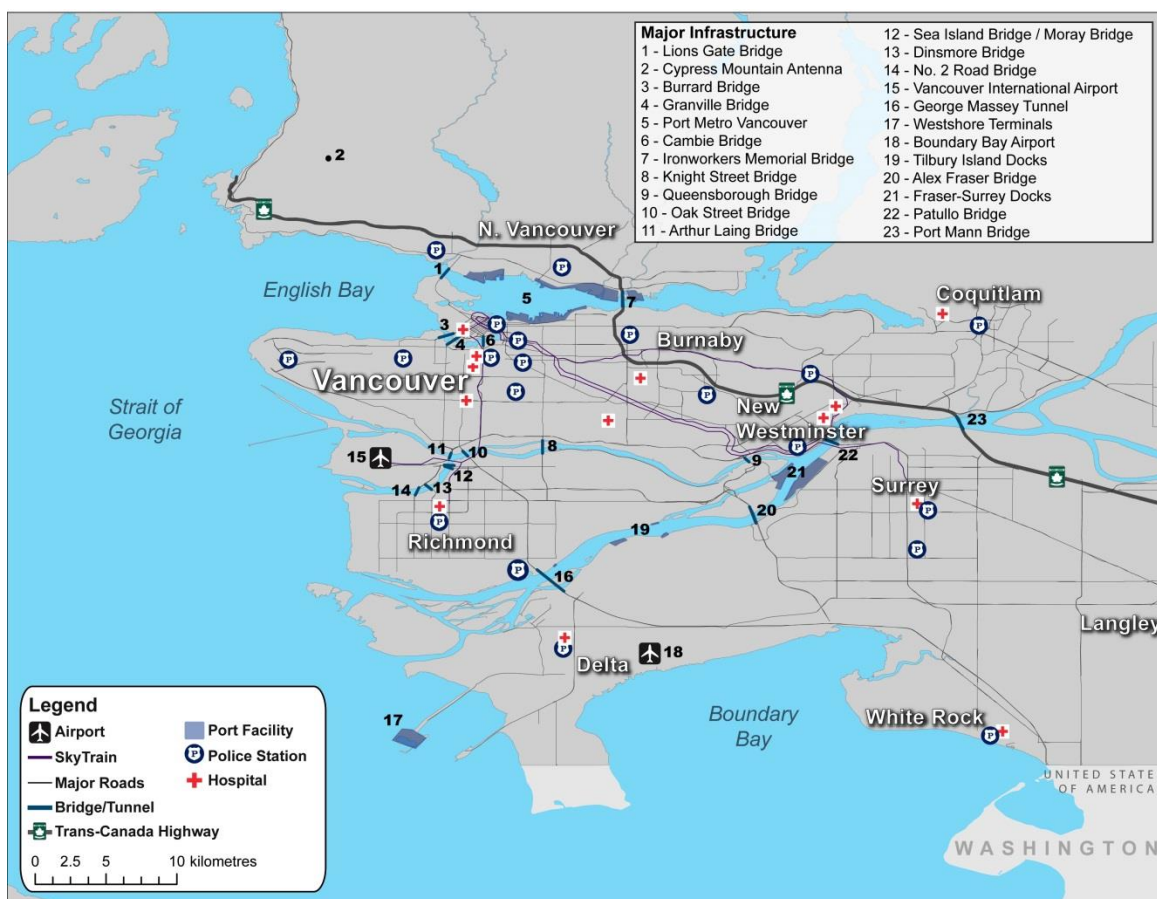 Major Infrastructure
1 - Lions Gate Bridge
2 - Cypress Mountain Antenna
3 - Burrard Bridge
4 - Granville Bridge
5 - Port Metro Vancouver
6 - Cambie Bridge
7 - Ironworkers Memorial Bridge
8 - Knight Street Bridge
9 - Queensborough Bridge
10 - Oak Street Bridge
11 - Arthur Laing Bridge
12 - Sea Island Bridge / Moray Bridge
13 - Dinsmore Bridge
14 - No. 2 Road Bridge
15 - Vancouver International Airport
16 - George Massey Tunnel
17 - Westshore Terminals
18 - Boundary Bay Airport
19 - Tilbury Island Docks
20 - Alex Fraser Bridge
21 - Fraser-Surrey Docks
22 - Patullo Bridge
23 - Port Mann Bridge
2
N. Vancouver
P
P
1
English Bay
5
7
Coquitlam
P
P
P
3
4
6
P
P
Burnaby
P
P
P
P
Vancouver
P
P
P
New
Westminster
Strait of
Georgia
23
15
11
10
8
P
22
12
9
21
14
13
Surrey
P
P
20
Richmond
19
P
P
16
P
Delta
18
Langley
17
Boundary
Bay
White Rock
P
UNITED STATE
OF AMERICA
WASHINGTON
Legend
Airport
SkyTrain
Major Roads
Bridge/Tunnel
Trans-Canada Highway
Port Facility
P Police Station
Hospital
0 2.5 5 10 kilometres